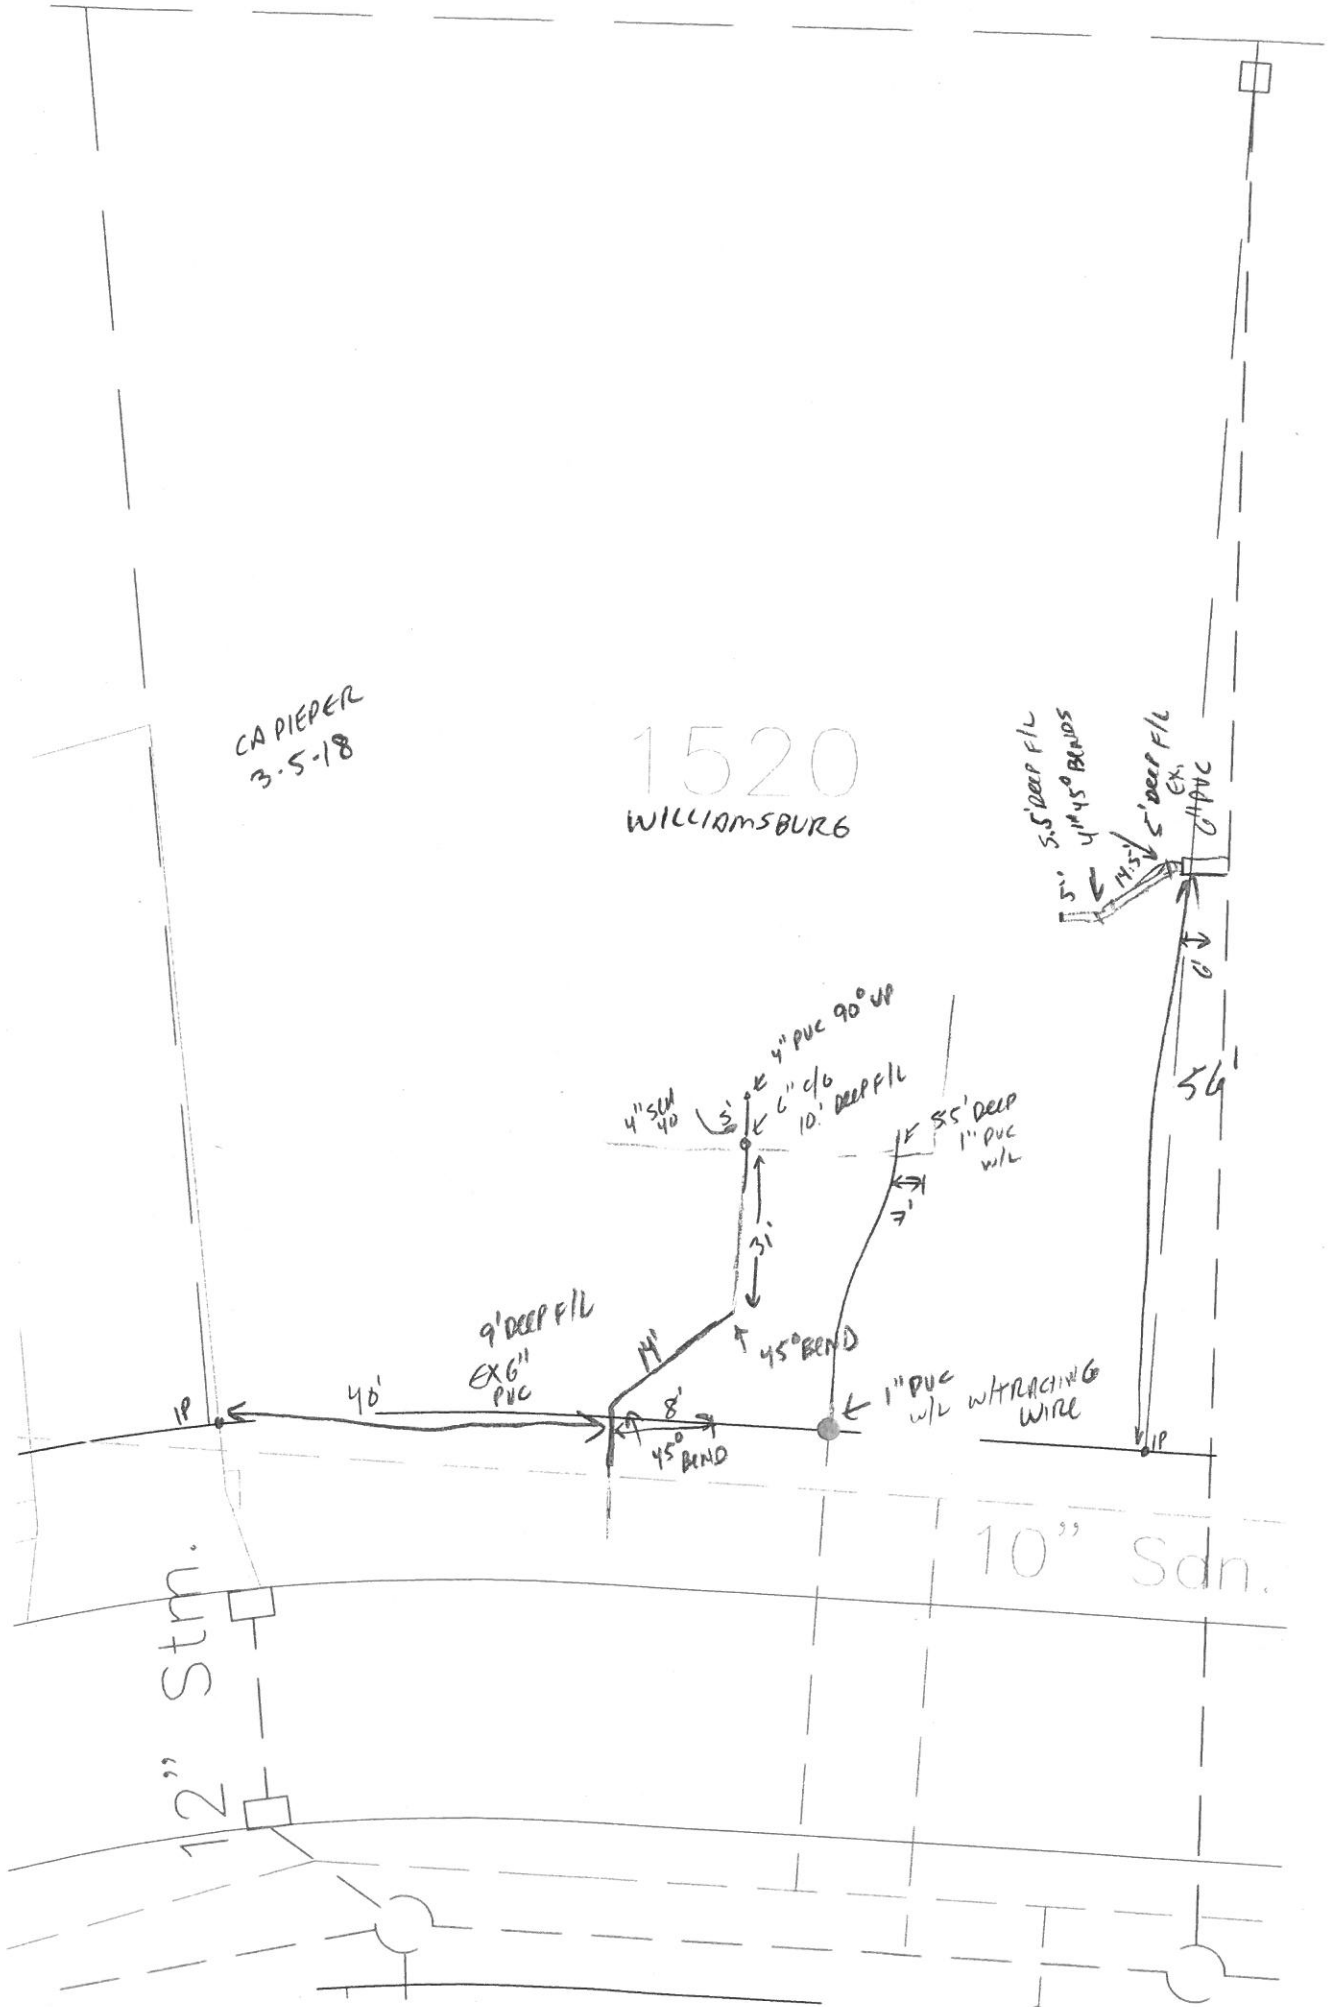 CA PIEPER
3-5-18
1520
WILLIAMSBURG
5' 5.5' DEEP F/L
4" 45° BENDS
14.5'
5' DEEP F/L
EX.
6" PVC
6'
56'
4" PVC 90° UP
6" C/O
10' DEEP F/L
4" SCH
40
5'
5.5' DEEP
1" PVC
W/L
7'
31'
45° BEND
9' DEEP F/L
EX 6"
PVC
14'
IP
40'
8'
45°
BEND
1" PVC
W/L
W/TRACING
WIRE
IP
10" San.
12" Stm.